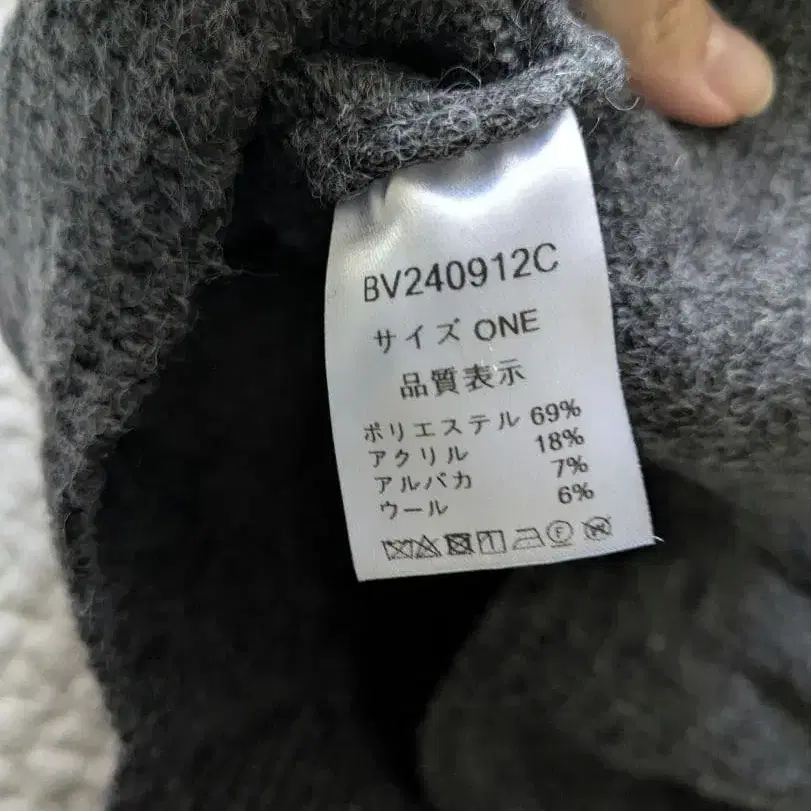 BV240912C
サイズ ONE
品質表示
ポリエステル 69%
アクリル 18%
アルパカ 7%
ウール 6%